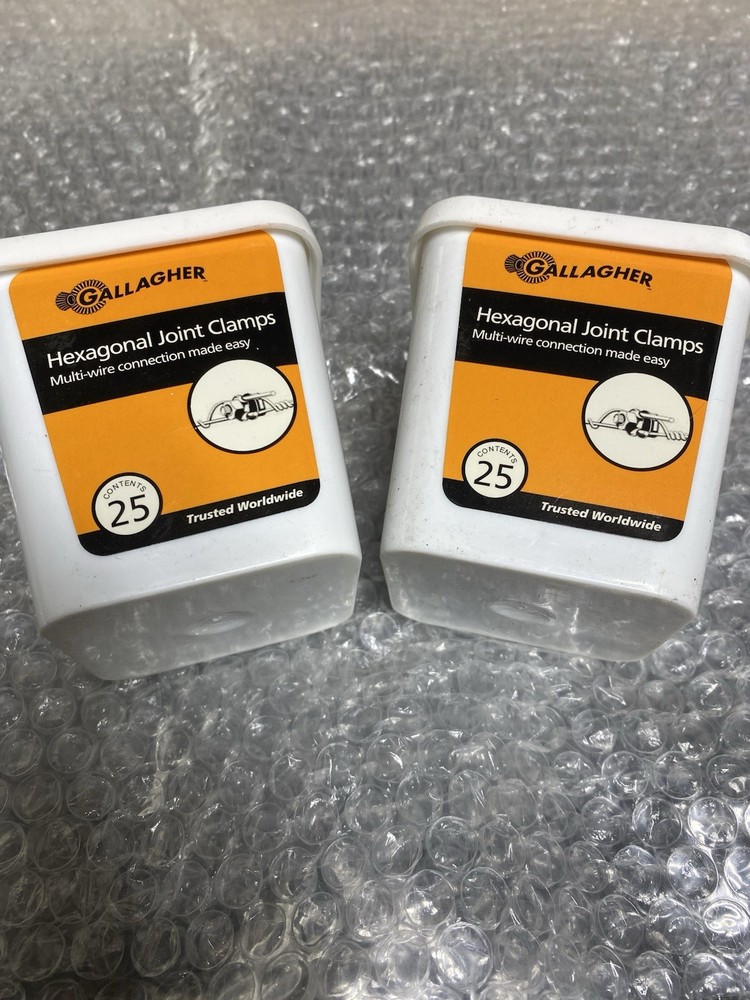 GALLAGHER
Hexagonal Joint Clamps
Multi-wire connection made easy
CONTENTS
25
Trusted Worldwide
GALLAGHER
Hexagonal Joint Clamps
Multi-wire connection made easy
CONTENTS
25
Trusted Worldwide